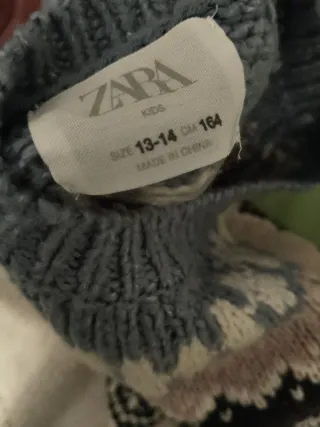 ZARA
KIDS
SIZE 13-14 CM 164
MADE IN CHINA